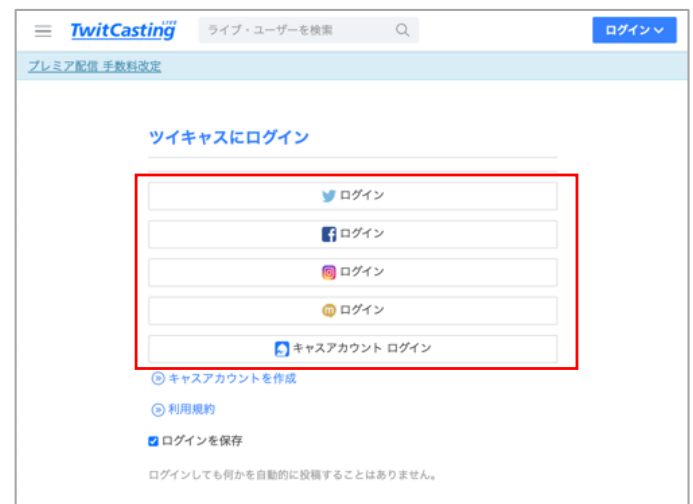 TwitCasting LIVE
ライブ・ユーザーを検索
ログイン
プレミア配信 手数料改定
ツイキャスにログイン
ログイン
ログイン
ログイン
ログイン
キャスアカウント ログイン
キャスアカウントを作成
利用規約
ログインを保存
ログインしても何かを自動的に投稿することはありません。